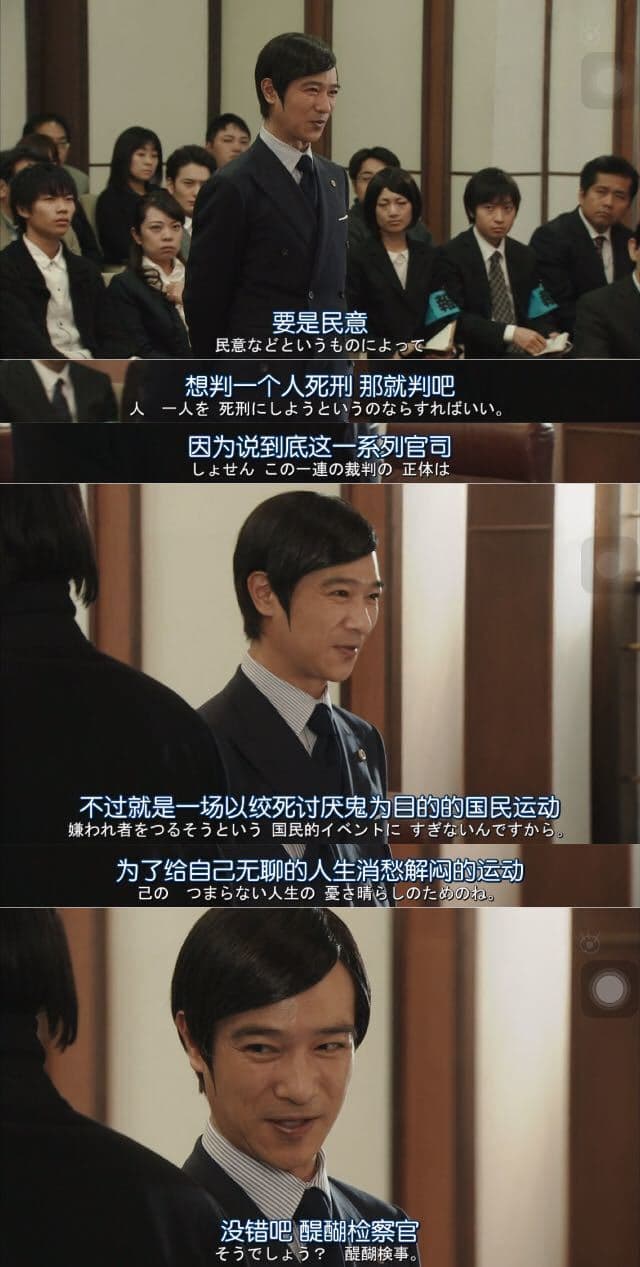 要是民意
民意などというものによって
想判一个人死刑 那就判吧
人　一人を 死刑にしようというのならすればいい。
因为说到底这一系列官司
しょせん この一連の裁判の 正体は
不过就是一场以绞死讨厌鬼为目的的国民运动
嫌われ者をつるそうという 国民的イベントに すぎないんですから。
为了给自己无聊的人生消愁解闷的运动
己の　つまらない人生の 憂さ晴らしのためのね。
没错吧 醍醐检察官
そうでしょう？　醍醐検事。